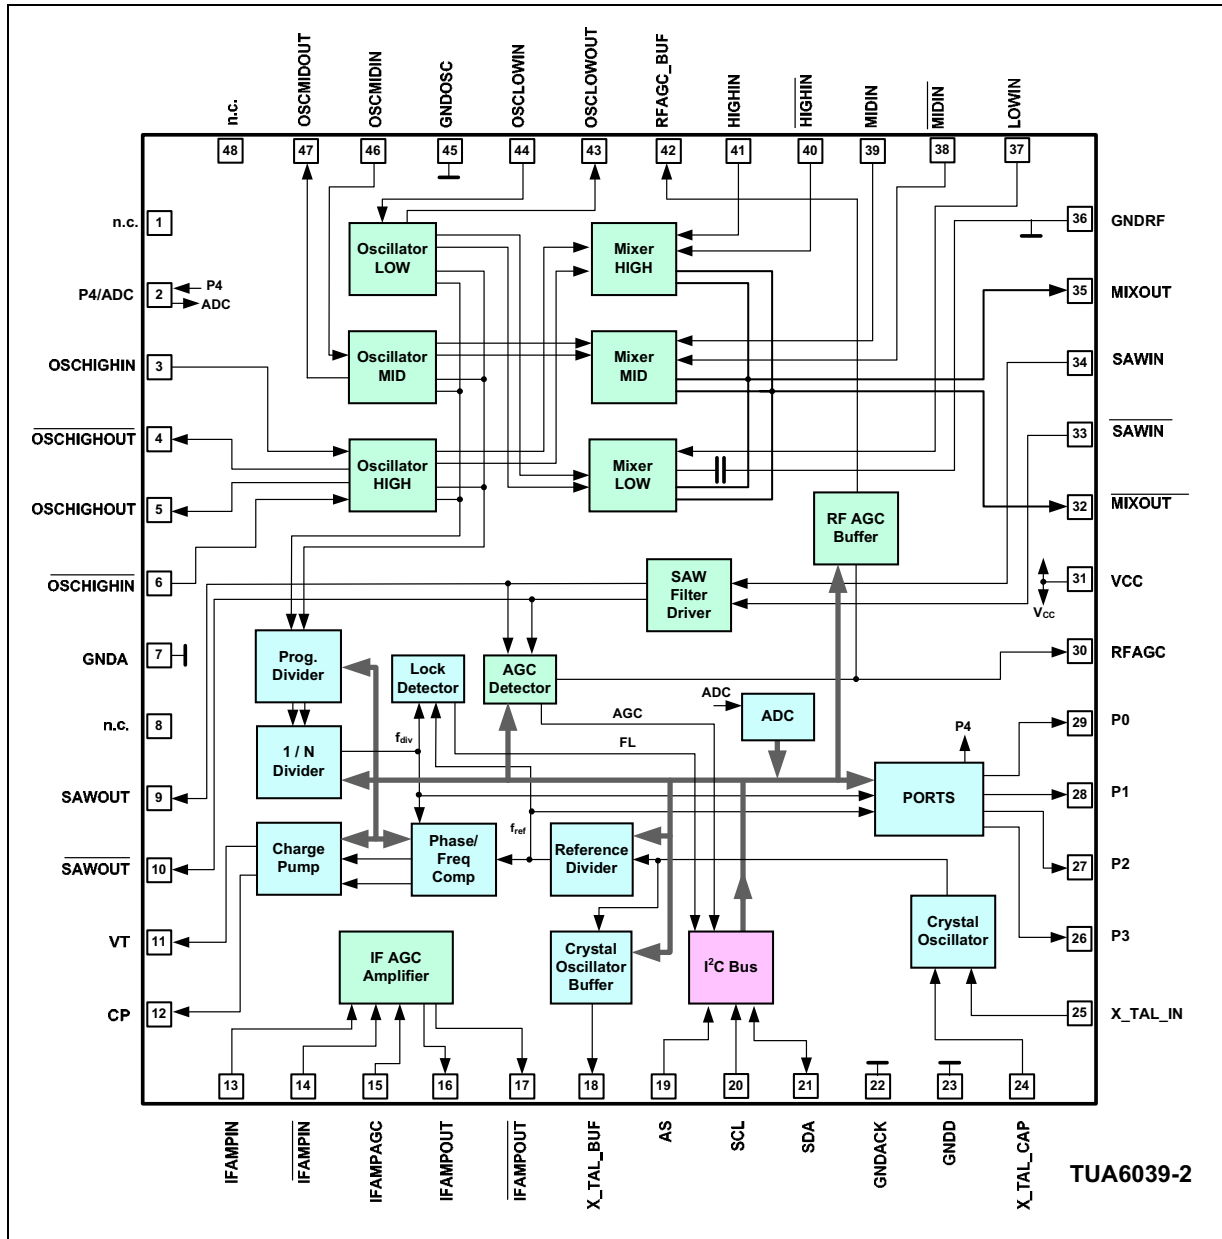 n.c.
OSCMIDOUT
OSCMIDIN
GNDOSC
OSCLOWIN
OSCLOWOUT
RFAGC_BUF
HIGHIN
HIGHIN
MIDIN
MIDIN
LOWIN
48
47
46
45
44
43
42
41
40
39
38
37
n.c.
1
P4/ADC
2
P4
ADC
OSCHIGHIN
3
OSCHIGHOUT
4
OSCHIGHOUT
5
OSCHIGHIN
6
GNDA
7
n.c.
8
SAWOUT
9
SAWOUT
10
VT
11
CP
12
Oscillator
LOW
Mixer
HIGH
Oscillator
MID
Mixer
MID
Oscillator
HIGH
Mixer
LOW
RF AGC
Buffer
SAW
Filter
Driver
Prog.
Divider
Lock
Detector
AGC
Detector
ADC
ADC
AGC
FL
fdiv
1 / N
Divider
P4
PORTS
Charge
Pump
Phase/
Freq
Comp
fref
Reference
Divider
Crystal
Oscillator
IF AGC
Amplifier
Crystal
Oscillator
Buffer
I2C Bus
36
GNDRF
35
MIXOUT
34
SAWIN
33
SAWIN
32
MIXOUT
31
VCC
VCC
30
RFAGC
29
P0
28
P1
27
P2
26
P3
25
X_TAL_IN
13
14
15
16
17
18
19
20
21
22
23
24
IFAMPIN
IFAMPIN
IFAMPAGC
IFAMPOUT
IFAMPOUT
X_TAL_BUF
AS
SCL
SDA
GNDACK
GNDD
X_TAL_CAP
TUA6039-2